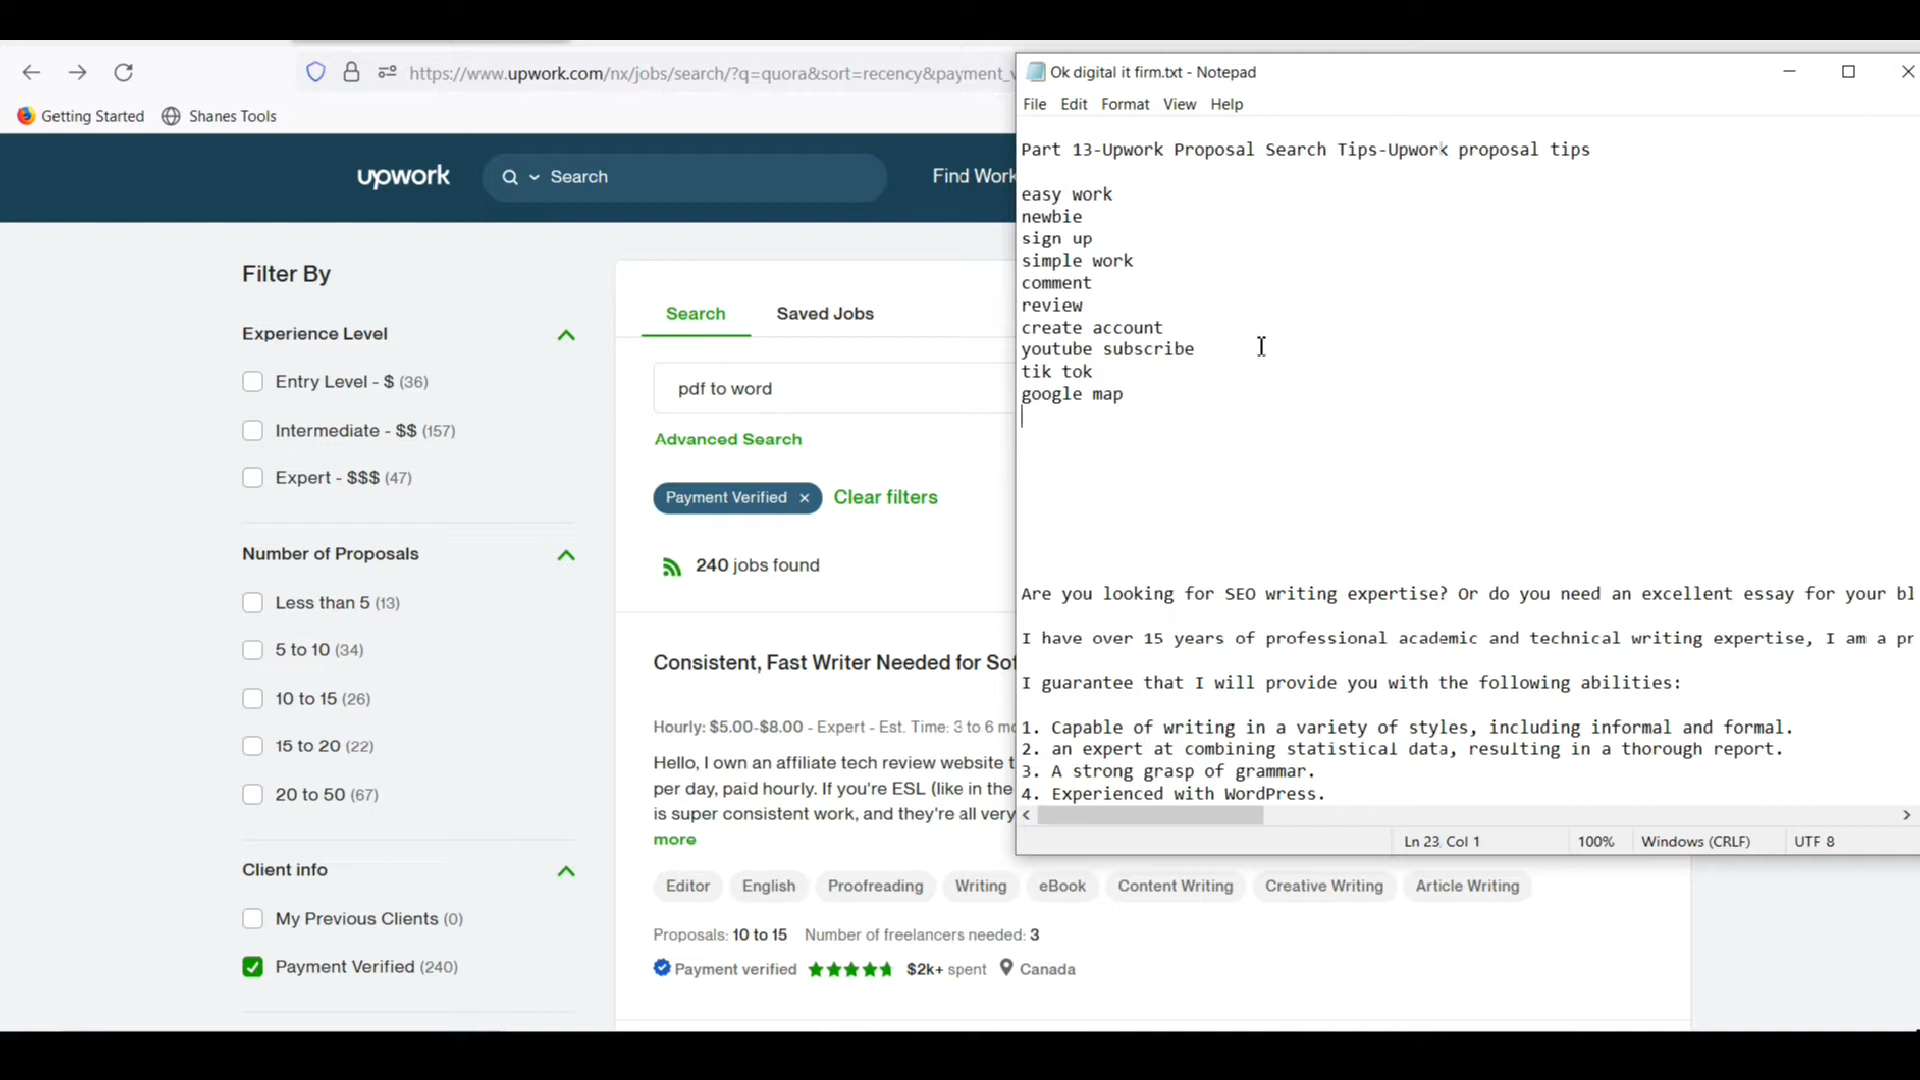 https://www.upwork.com/nx/jobs/search/?q=quora&sort=recency&payment_v
Getting Started
Shanes Tools
upwork
Search
Find Work
Filter By
Experience Level
Entry Level - $ (36)
Intermediate - $$ (157)
Expert - $$$ (47)
Number of Proposals
Less than 5 (13)
5 to 10 (34)
10 to 15 (26)
15 to 20 (22)
20 to 50 (67)
Client info
My Previous Clients (0)
Payment Verified (240)
Search
Saved Jobs
pdf to word
Advanced Search
Payment Verified ×
Clear filters
240 jobs found
Consistent, Fast Writer Needed for Sof
Hourly: $5.00-$8.00 - Expert - Est. Time: 3 to 6 mo
Hello, I own an affiliate tech review website t
per day, paid hourly. If you're ESL (like in the
is super consistent work, and they're all very
more
Editor
English
Proofreading
Writing
eBook
Content Writing
Creative Writing
Article Writing
Proposals: 10 to 15
Number of freelancers needed: 3
Payment verified
$2k+ spent
Canada
Ok digital it firm.txt - Notepad
File Edit Format View Help
Part 13-Upwork Proposal Search Tips-Upwork proposal tips
easy work
newbie
sign up
simple work
comment
review
create account
youtube subscribe
tik tok
google map
Are you looking for SEO writing expertise? Or do you need an excellent essay for your bl
I have over 15 years of professional academic and technical writing expertise, I am a pr
I guarantee that I will provide you with the following abilities:
1. Capable of writing in a variety of styles, including informal and formal.
2. an expert at combining statistical data, resulting in a thorough report.
3. A strong grasp of grammar.
4. Experienced with WordPress.
Ln 23, Col 1
100%
Windows (CRLF)
UTF 8